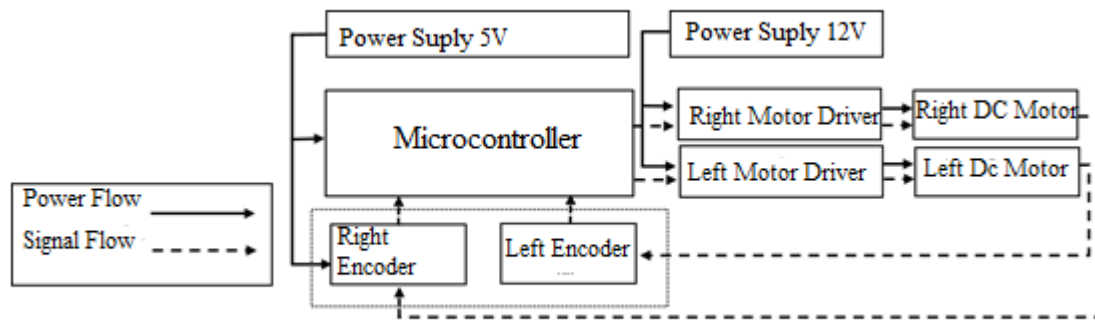 Power Suply 5V
Power Supply 12V
Microcontroller
Right Motor Driver
Right DC Motor
Left Motor Driver
Left Dc Motor
Power Flow
Signal Flow
Right
Encoder
Left Encoder